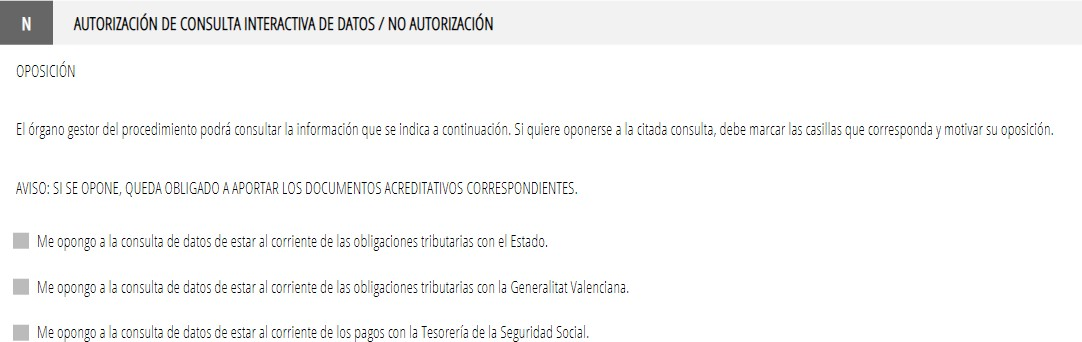 N AUTORIZACIÓN DE CONSULTA INTERACTIVA DE DATOS / NO AUTORIZACIÓN
OPOSICIÓN
El órgano gestor del procedimiento podrá consultar la información que se indica a continuación. Si quiere oponerse a la citada consulta, debe marcar las casillas que corresponda y motivar su oposición.
AVISO: SI SE OPONE, QUEDA OBLIGADO A APORTAR LOS DOCUMENTOS ACREDITATIVOS CORRESPONDIENTES.
Me opongo a la consulta de datos de estar al corriente de las obligaciones tributarias con el Estado.
Me opongo a la consulta de datos de estar al corriente de las obligaciones tributarias con la Generalitat Valenciana.
Me opongo a la consulta de datos de estar al corriente de los pagos con la Tesorería de la Seguridad Social.